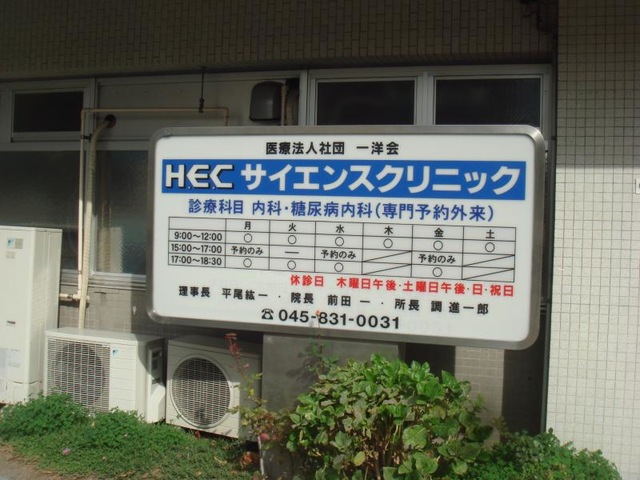 医療法人社団 一洋会
H.E.C サイエンスクリニック
診療科目 内科・糖尿病内科(専門予約外来)
月 火 水 木 金 土
9:00〜12:00 ○ ○ ○ ○ ○ ○
15:00〜17:00 予約のみ — 予約のみ 予約のみ
17:00〜18:30 ○ ○ ○ ○
休診日 木曜日午後・土曜日午後・日・祝日
理事長 平尾紘一・院長 前田 一・所長 調 進一郎
☎045-831-0031